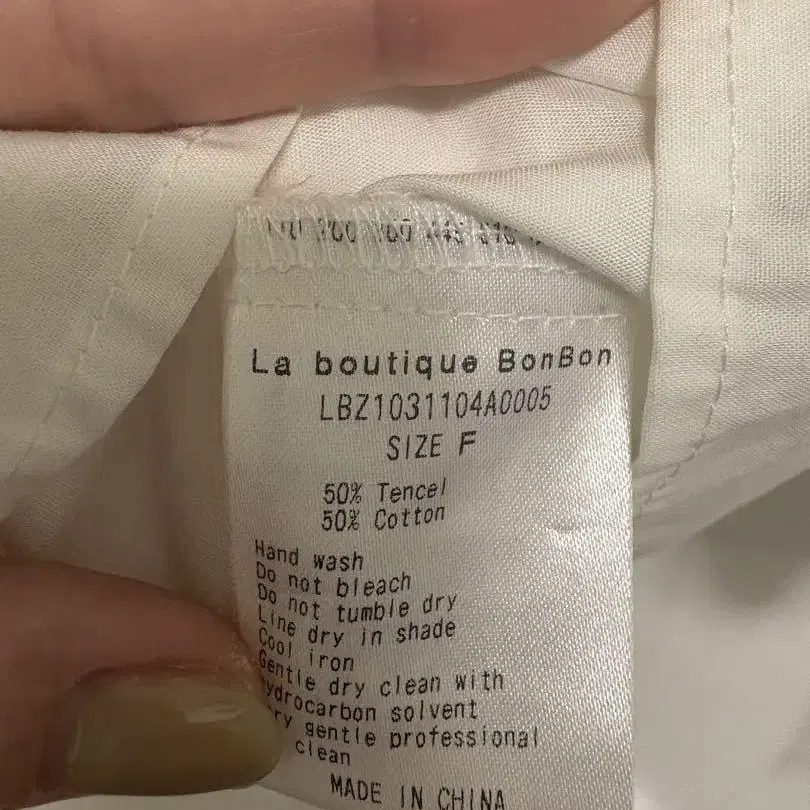 La boutique BonBon
LBZ1031104A0005
SIZE F
50% Tencel
50% Cotton
Hand wash
Do not bleach
Do not tumble dry
Line dry in shade
Cool iron
Gentle dry clean with
hydrocarbon solvent
gentle professional
clean
MADE IN CHINA